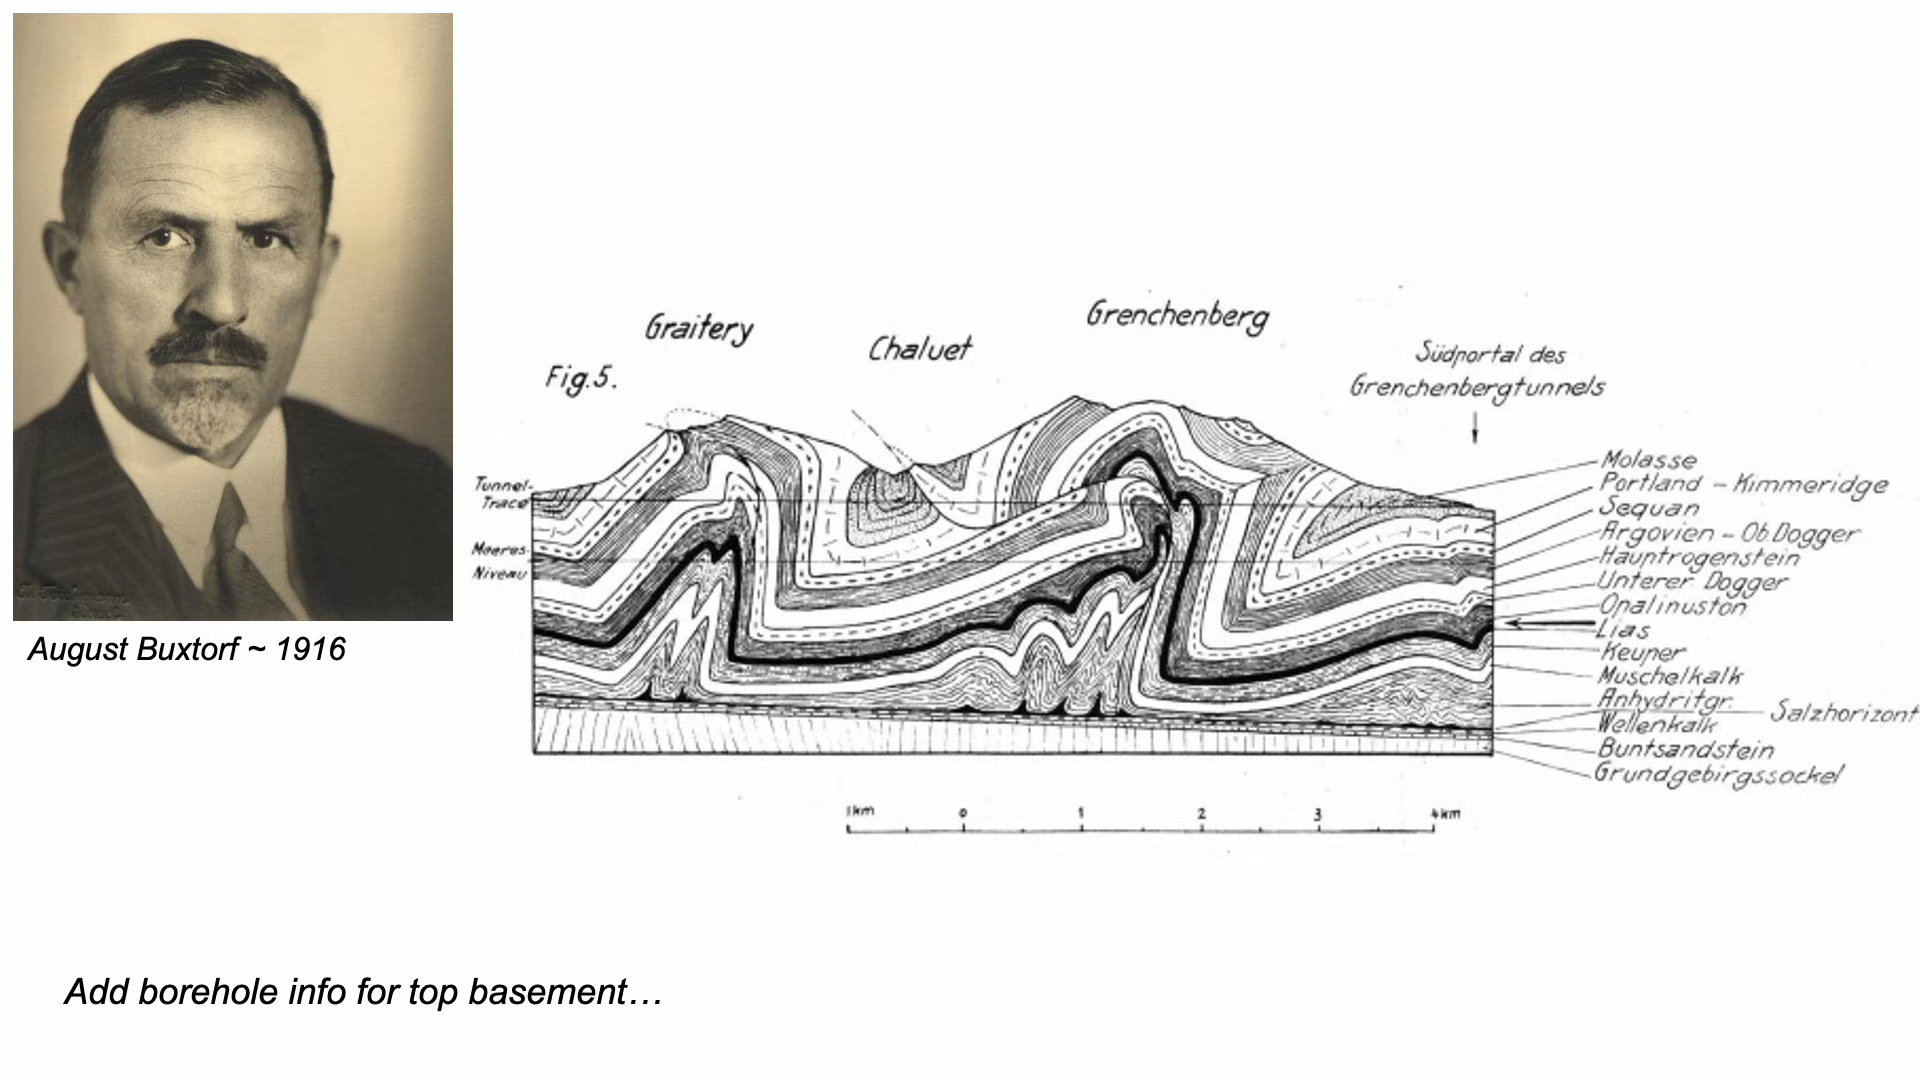 August Buxtorf ~ 1916
Graitery
Chaluet
Grenchenberg
Fig.5.
Südportal des
Grenchenbergtunnels
Tunnel-
Tracé
Meeres-
Niveau
Molasse
Portland – Kimmeridge
Sequan
Argovien – Ob.Dogger
Hauptrogenstein
Unterer Dogger
Opalinuston
Lias
Keuper
Muschelkalk
Anhydritgr.
Salzhorizont
Wellenkalk
Buntsandstein
Grundgebirgssockel
1km 0 1 2 3 4km
Add borehole info for top basement…